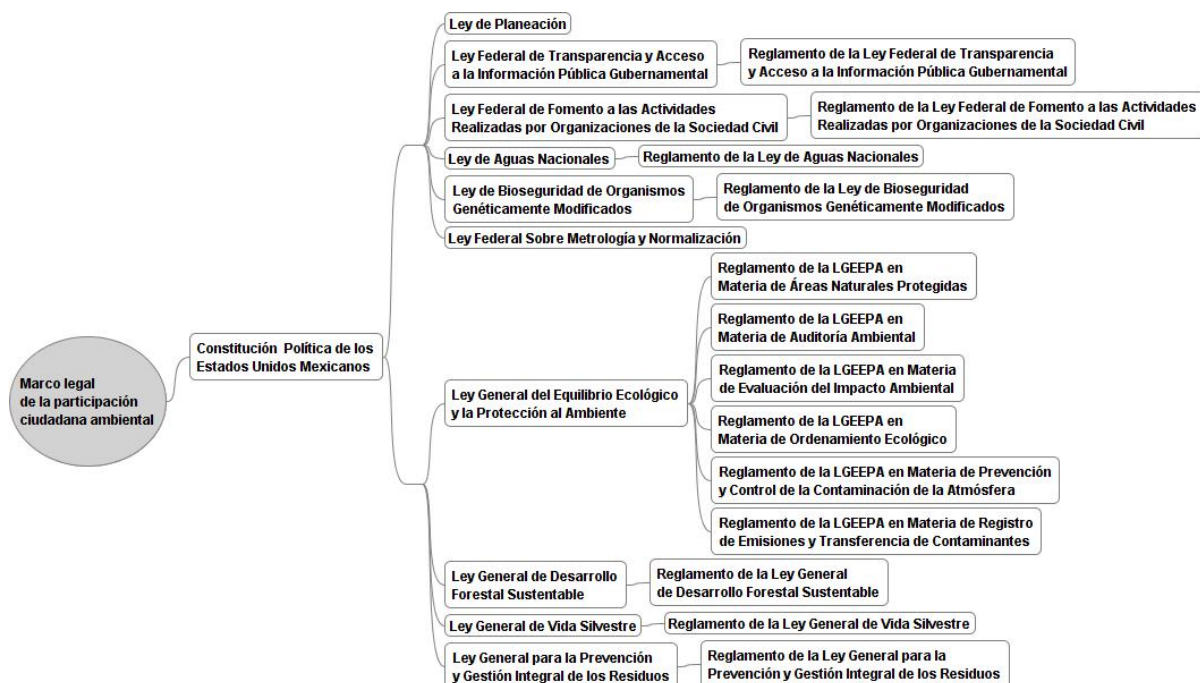 Marco legal
de la participación
ciudadana ambiental
Constitución Política de los
Estados Unidos Mexicanos
Ley de Planeación
Ley Federal de Transparencia y Acceso
a la Información Pública Gubernamental
Reglamento de la Ley Federal de Transparencia
y Acceso a la Información Pública Gubernamental
Ley Federal de Fomento a las Actividades
Realizadas por Organizaciones de la Sociedad Civil
Reglamento de la Ley Federal de Fomento a las Actividades
Realizadas por Organizaciones de la Sociedad Civil
Ley de Aguas Nacionales
Reglamento de la Ley de Aguas Nacionales
Ley de Bioseguridad de Organismos
Genéticamente Modificados
Reglamento de la Ley de Bioseguridad
de Organismos Genéticamente Modificados
Ley Federal Sobre Metrología y Normalización
Ley General del Equilibrio Ecológico
y la Protección al Ambiente
Reglamento de la LGEEPA en
Materia de Áreas Naturales Protegidas
Reglamento de la LGEEPA en
Materia de Auditoría Ambiental
Reglamento de la LGEEPA en Materia
de Evaluación del Impacto Ambiental
Reglamento de la LGEEPA en
Materia de Ordenamiento Ecológico
Reglamento de la LGEEPA en Materia de Prevención
y Control de la Contaminación de la Atmósfera
Reglamento de la LGEEPA en Materia de Registro
de Emisiones y Transferencia de Contaminantes
Ley General de Desarrollo
Forestal Sustentable
Reglamento de la Ley General
de Desarrollo Forestal Sustentable
Ley General de Vida Silvestre
Reglamento de la Ley General de Vida Silvestre
Ley General para la Prevención
y Gestión Integral de los Residuos
Reglamento de la Ley General para la
Prevención y Gestión Integral de los Residuos